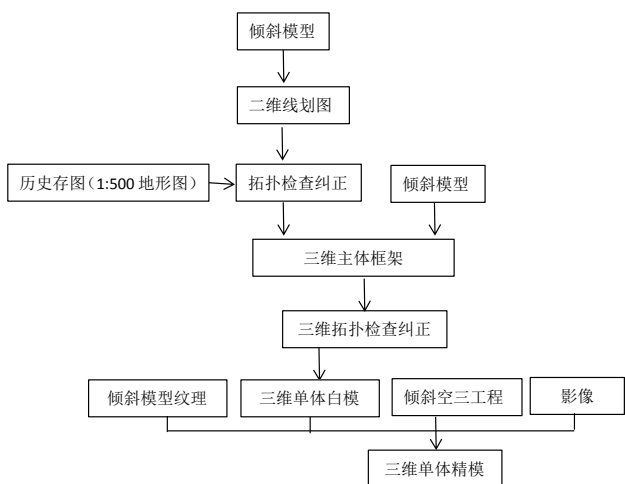 倾斜模型
二维线划图
历史存图（1:500 地形图）
拓扑检查纠正
倾斜模型
三维主体框架
三维拓扑检查纠正
倾斜模型纹理
三维单体白模
倾斜空三工程
影像
三维单体精模